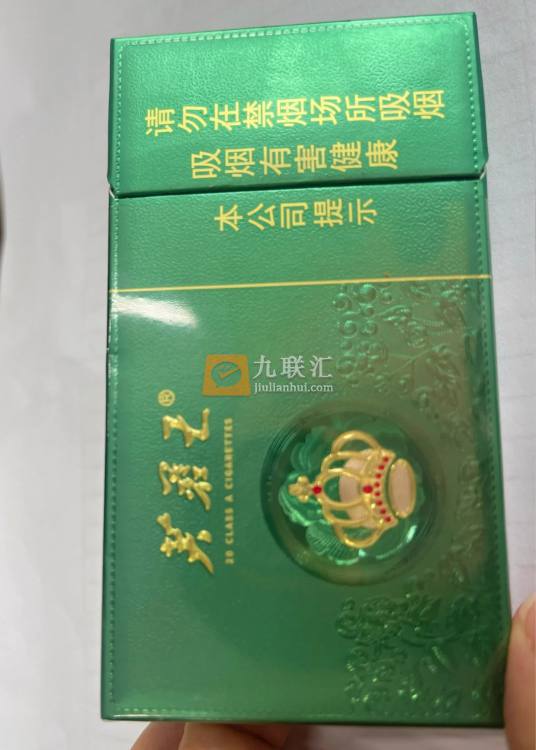 本公司提示
吸烟有害健康
请勿在禁烟场所吸烟
芙蓉王®
20 CLASS A CIGARETTES
九联汇
jiulianhui.com